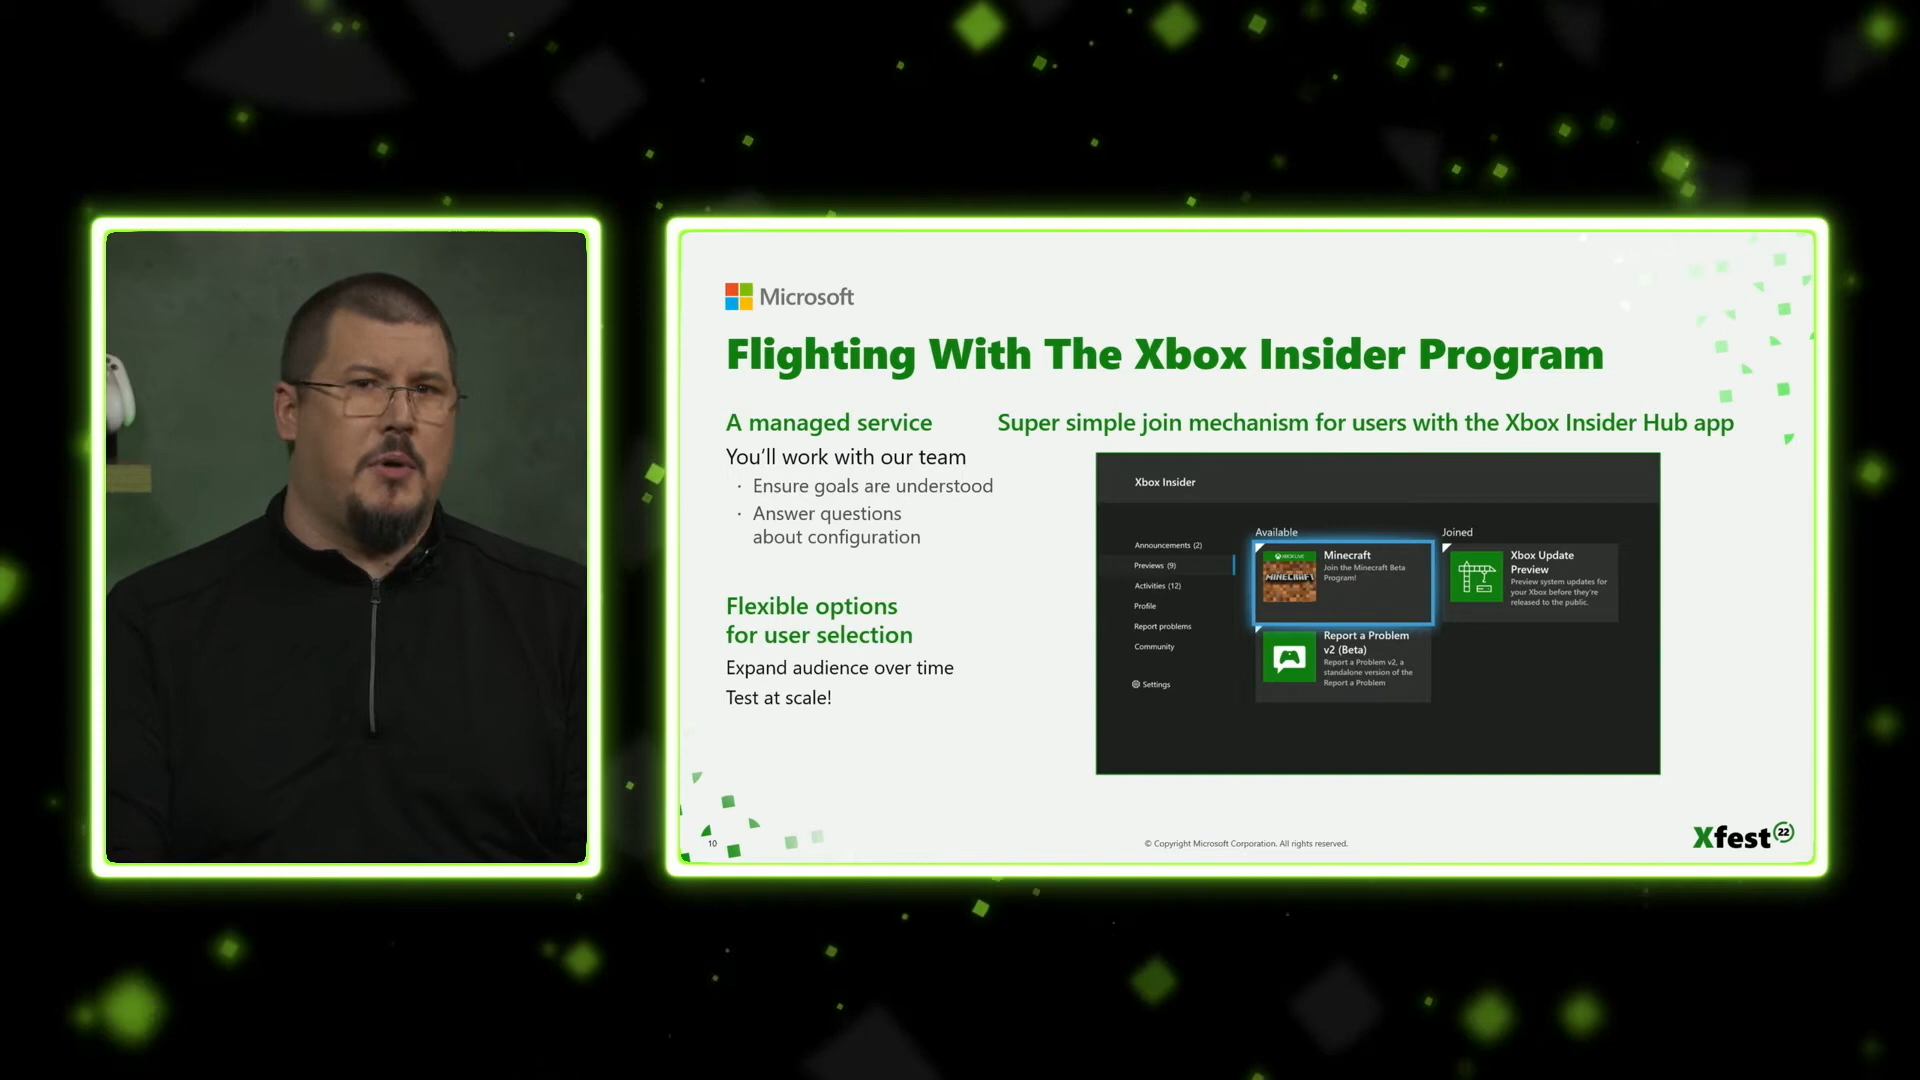 Microsoft
Flighting With The Xbox Insider Program
A managed service
You'll work with our team
· Ensure goals are understood
· Answer questions
about configuration
Flexible options
for user selection
Expand audience over time
Test at scale!
Super simple join mechanism for users with the Xbox Insider Hub app
Xbox Insider
Announcements (2)
Previews (9)
Activities (12)
Profile
Report problems
Community
Settings
Available
XBOX LIVE
MINECRAFT
Minecraft
Join the Minecraft Beta
Program!
Report a Problem
v2 (Beta)
Report a Problem v2, a
standalone version of the
Report a Problem
Joined
Xbox Update
Preview
Preview system updates for
your Xbox before they're
released to the public.
10
© Copyright Microsoft Corporation. All rights reserved.
Xfest 22